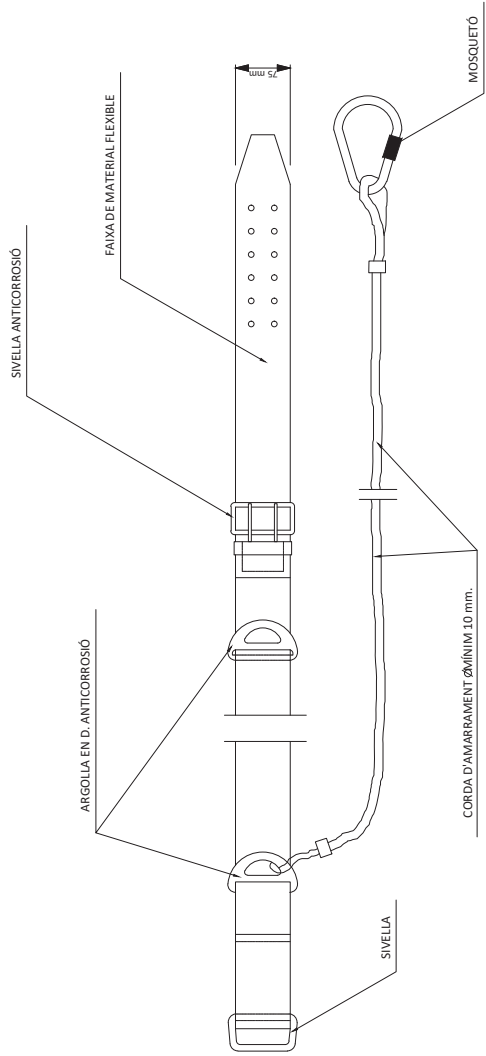 MOSQUETÓ
75 mm
FAIXA DE MATERIAL FLEXIBLE
SIVELLA ANTICORROSIÓ
ARGOLLA EN D. ANTICORROSIÓ
CORDA D'AMARRAMENT Ø MÍNIM 10 mm.
SIVELLA